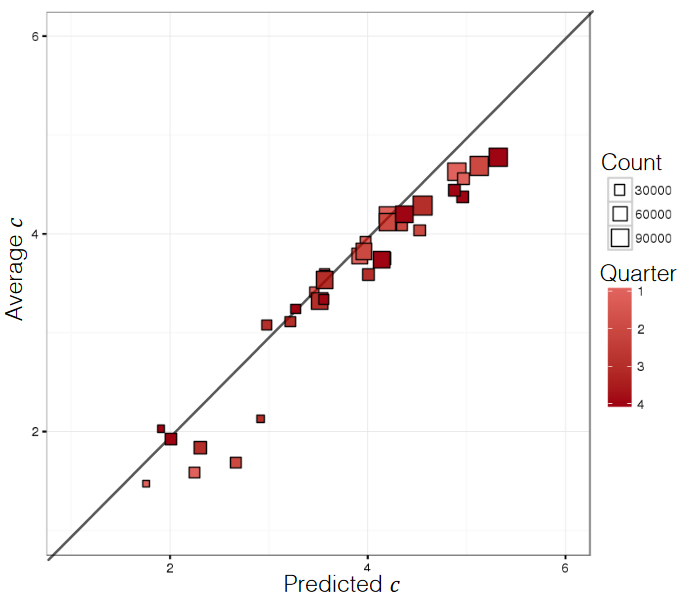 6
4
2
Average c
2 4 6
Predicted c
Count
30000
60000
90000
Quarter
1
2
3
4